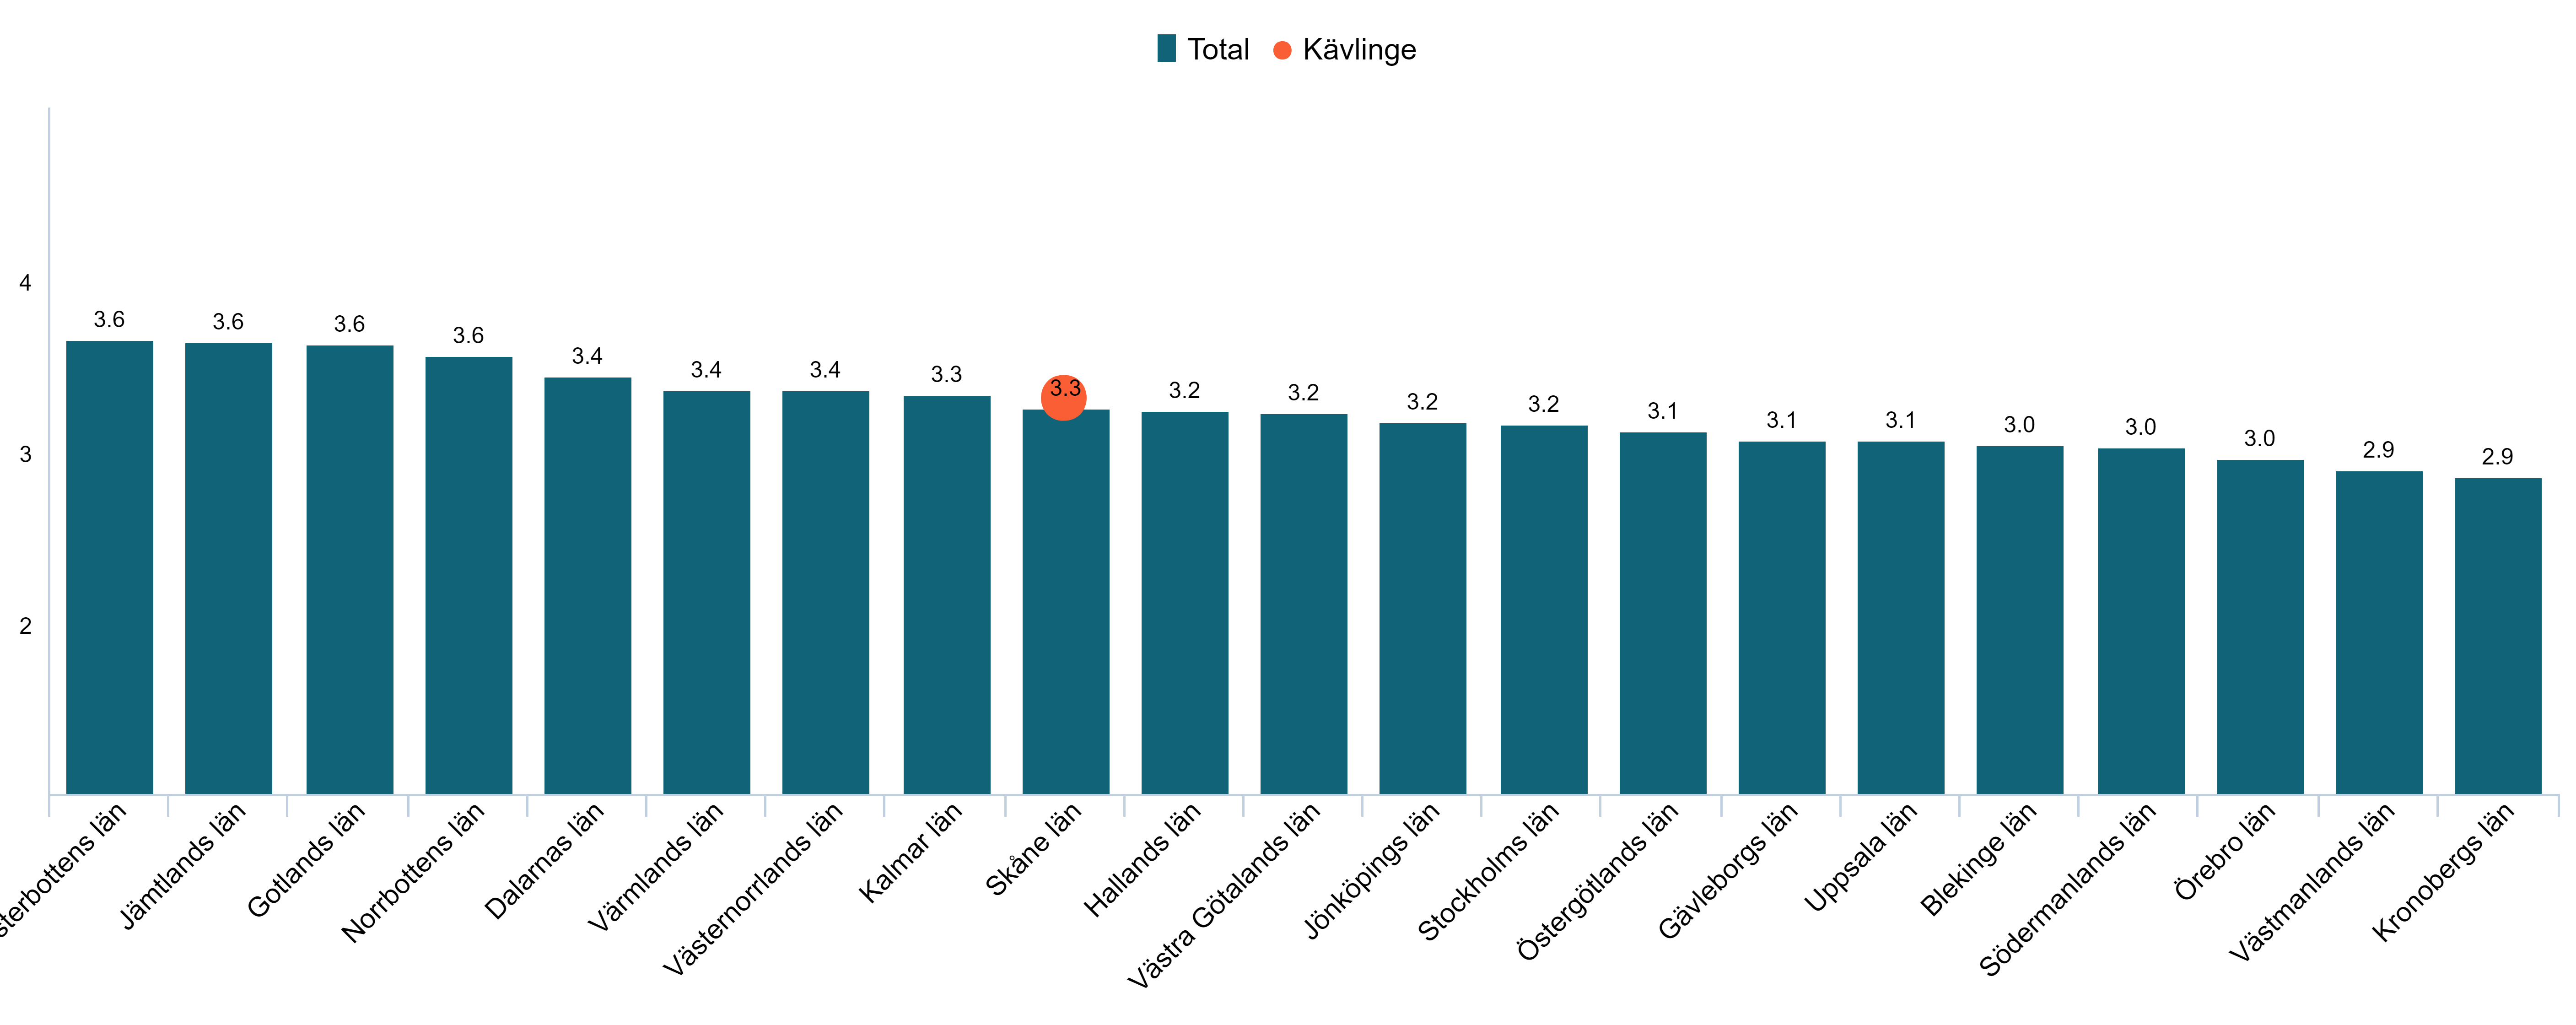 Total Kävlinge
4
3
2
3.6 3.6 3.6 3.6 3.4 3.4 3.4 3.3 3.3 3.2 3.2 3.2 3.2 3.1 3.1 3.1 3.0 3.0 3.0 2.9 2.9
sterbottens län
Jämtlands län
Gotlands län
Norrbottens län
Dalarnas län
Värmlands län
Västernorrlands län
Kalmar län
Skåne län
Hallands län
Västra Götalands län
Jönköpings län
Stockholms län
Östergötlands län
Gävleborgs län
Uppsala län
Blekinge län
Södermanlands län
Örebro län
Västmanlands län
Kronobergs län